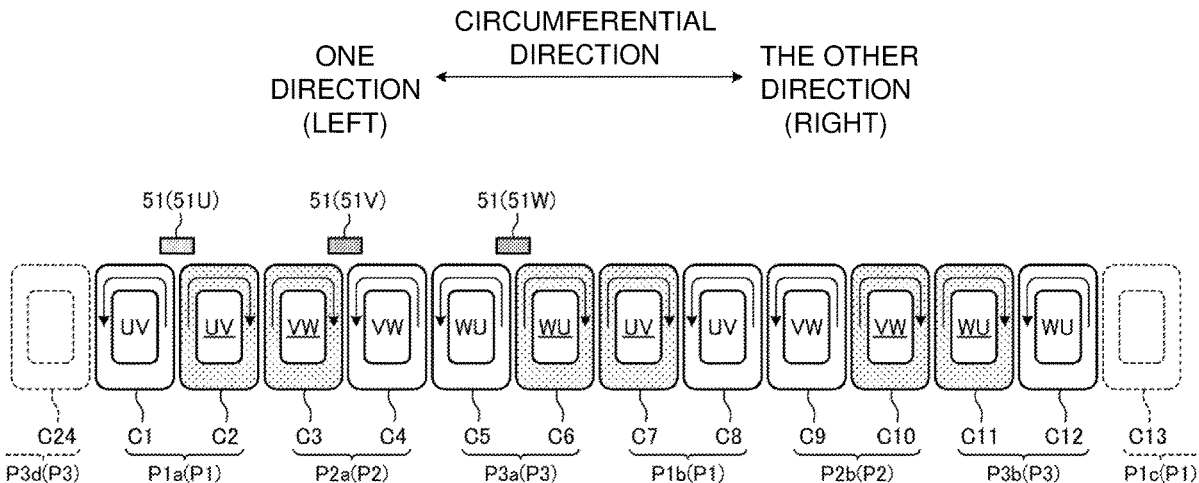 CIRCUMFERENTIAL
DIRECTION
ONE
DIRECTION
(LEFT)
THE OTHER
DIRECTION
(RIGHT)
51(51U) 51(51V) 51(51W)
UV UV VW VW WU WU UV UV VW VW WU WU
C24 C1 C2 C3 C4 C5 C6 C7 C8 C9 C10 C11 C12 C13
P3d(P3) P1a(P1) P2a(P2) P3a(P3) P1b(P1) P2b(P2) P3b(P3) P1c(P1)